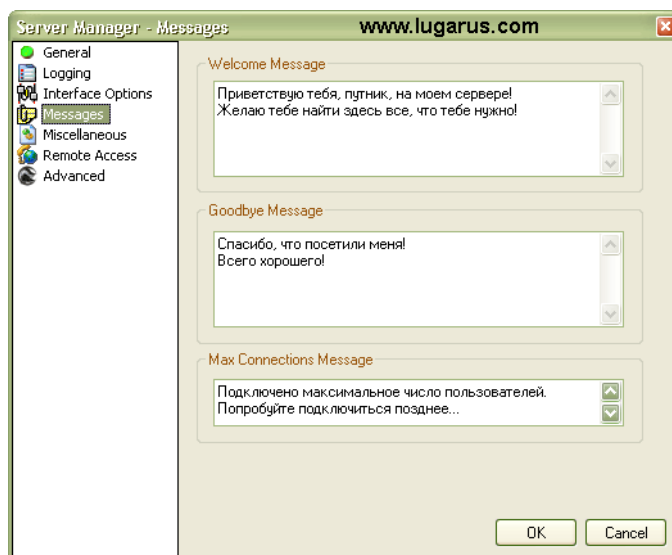 Server Manager - Messages www.lugarus.com
General
Logging
Interface Options
Messages
Miscellaneous
Remote Access
Advanced
Welcome Message
Приветствую тебя, путник, на моем сервере!
Желаю тебе найти здесь все, что тебе нужно!
Goodbye Message
Спасибо, что посетили меня!
Всего хорошего!
Max Connections Message
Подключено максимальное число пользователей.
Попробуйте подключиться позднее...
OK Cancel